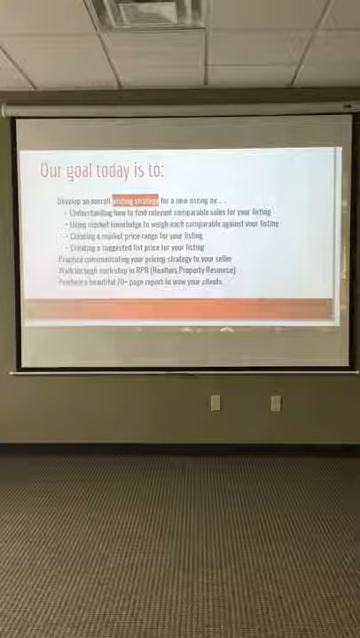 Our goal today is to:
Develop an overall pricing strategy for a new listing by...
• Understanding how to find relevant comparable sales for your listing
• Using market knowledge to weigh each comparable against your listing
• Creating a market price range for your listing
• Creating a suggested list price for your listing
Practice communicating your pricing strategy to your seller
Walk through each step in RPR (Realtors Property Resource)
Produce a beautiful 70+ page report to wow your clients